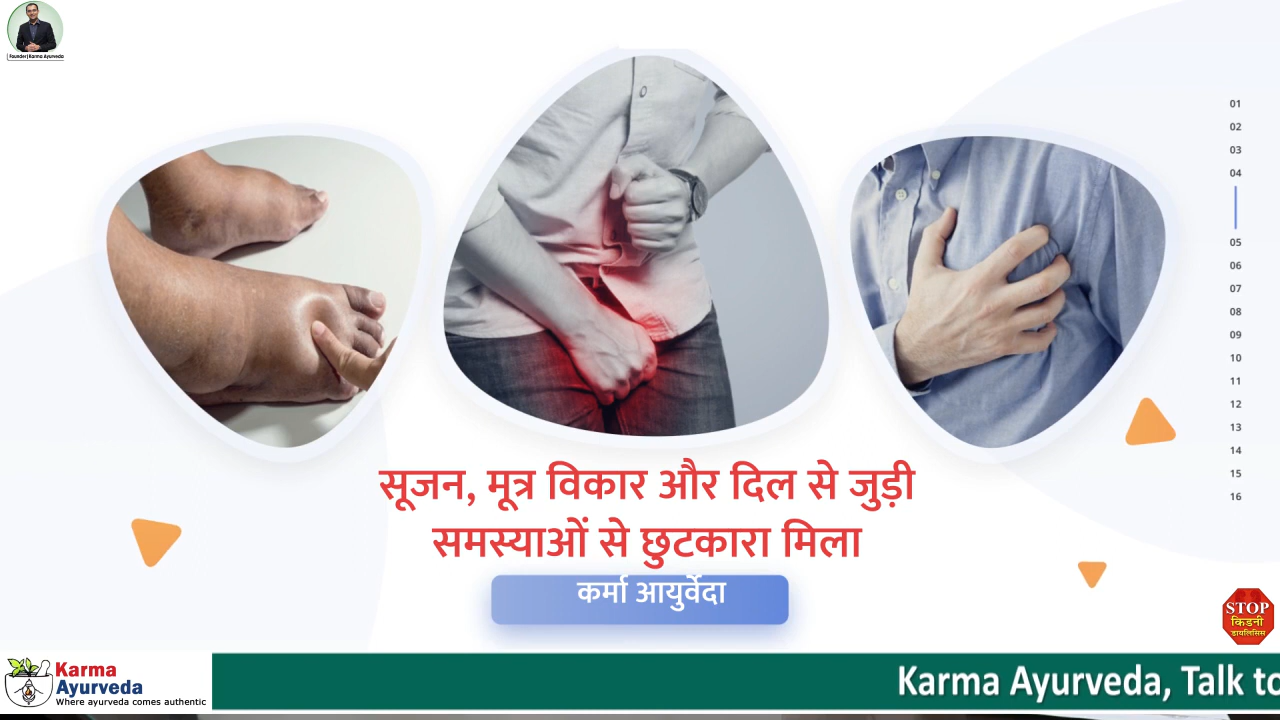 Founder|Karma Ayurveda
01
02
03
04
05
06
07
08
09
10
11
12
13
14
15
16
सूजन, मूत्र विकार और दिल से जुड़ी
समस्याओं से छुटकारा मिला
कर्मा आयुर्वेदा
STOP
किडनी
डायलिसिस
Karma
Ayurveda
Where ayurveda comes authentic
Karma Ayurveda, Talk to